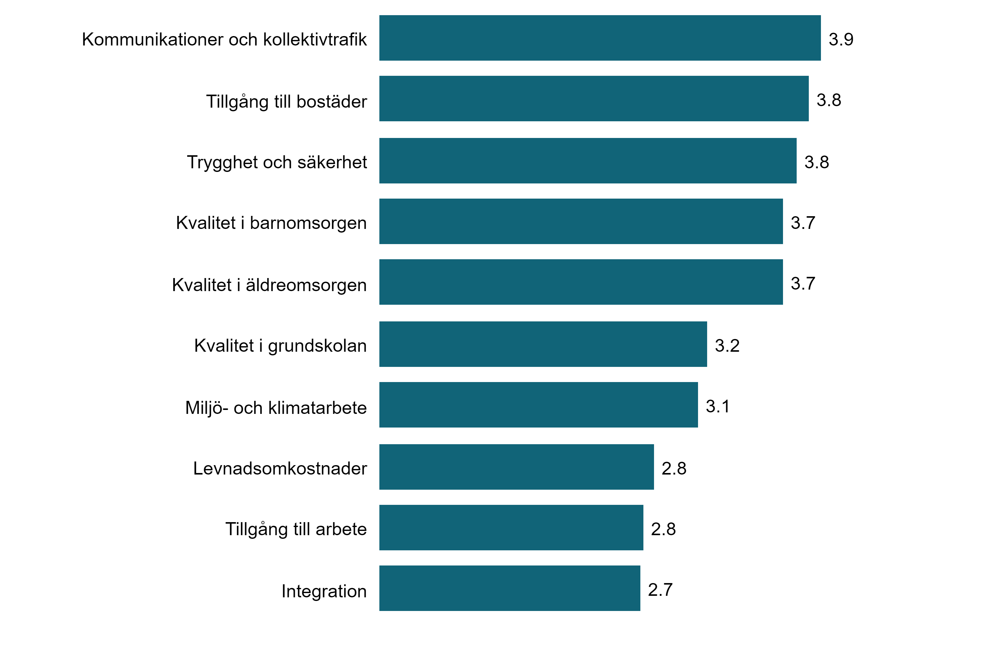 Kommunikationer och kollektivtrafik 3.9
Tillgång till bostäder 3.8
Trygghet och säkerhet 3.8
Kvalitet i barnomsorgen 3.7
Kvalitet i äldreomsorgen 3.7
Kvalitet i grundskolan 3.2
Miljö- och klimatarbete 3.1
Levnadsomkostnader 2.8
Tillgång till arbete 2.8
Integration 2.7